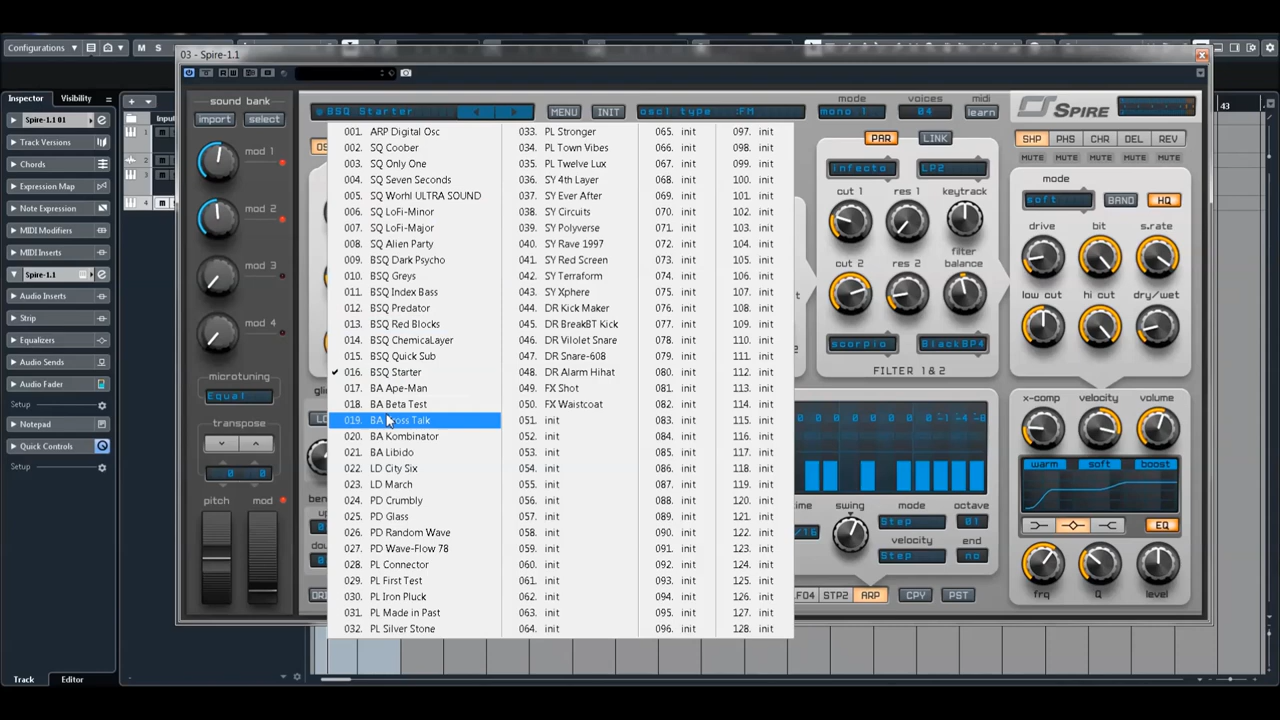 Configurations
M S
03 - Spire-1.1
43
Inspector Visibility
Spire-1.1 01
Track Versions
Chords
Expression Map
Note Expression
MIDI Modifiers
MIDI Inserts
Spire-1.1
Audio Inserts
Strip
Equalizers
Audio Sends
Audio Fader
Setup
Notepad
Quick Controls
Setup
Track Editor
1
2
3
4
sound bank
import select
mod 1
mod 2
mod 3
mod 4
microtuning
Equal
transpose
0 0
pitch mod
BSQ Starter
MENU INIT
osc1 type :FM
mode voices midi
mono 1 04 learn
SPIRE
001. ARP Digital Osc
002. SQ Coober
003. SQ Only One
004. SQ Seven Seconds
005. SQ Worhl ULTRA SOUND
006. SQ LoFi-Minor
007. SQ LoFi-Major
008. SQ Alien Party
009. BSQ Dark Psycho
010. BSQ Greys
011. BSQ Index Bass
012. BSQ Predator
013. BSQ Red Blocks
014. BSQ ChemicaLayer
015. BSQ Quick Sub
016. BSQ Starter
017. BA Ape-Man
018. BA Beta Test
019. BA Cross Talk
020. BA Kombinator
021. BA Libido
022. LD City Six
023. LD March
024. PD Crumbly
025. PD Glass
026. PD Random Wave
027. PD Wave-Flow 78
028. PL Connector
029. PL First Test
030. PL Iron Pluck
031. PL Made in Past
032. PL Silver Stone
033. PL Stronger
034. PL Town Vibes
035. PL Twelve Lux
036. SY 4th Layer
037. SY Ever After
038. SY Circuits
039. SY Polyverse
040. SY Rave 1997
041. SY Red Screen
042. SY Terraform
043. SY Xphere
044. DR Kick Maker
045. DR BreakBT Kick
046. DR Vilolet Snare
047. DR Snare-608
048. DR Alarm Hihat
049. FX Shot
050. FX Waistcoat
051. init
052. init
053. init
054. init
055. init
056. init
057. init
058. init
059. init
060. init
061. init
062. init
063. init
064. init
065. init
066. init
067. init
068. init
069. init
070. init
071. init
072. init
073. init
074. init
075. init
076. init
077. init
078. init
079. init
080. init
081. init
082. init
083. init
084. init
085. init
086. init
087. init
088. init
089. init
090. init
091. init
092. init
093. init
094. init
095. init
096. init
097. init
098. init
099. init
100. init
101. init
102. init
103. init
104. init
105. init
106. init
107. init
108. init
109. init
110. init
111. init
112. init
113. init
114. init
115. init
116. init
117. init
118. init
119. init
120. init
121. init
122. init
123. init
124. init
125. init
126. init
127. init
128. init
PAR LINK
infecto LP2
cut 1 res 1 keytrack
cut 2 res 2 filter balance
scorpio BlackBP4
FILTER 1 & 2
swing mode octave
Step 01
velocity end
Step no
LFO4 STP2 ARP CPY PST
SHP PHS CHR DEL REV
MUTE MUTE MUTE MUTE MUTE
mode
soft BAND HQ
drive bit s.rate
low cut hi cut dry/wet
x-comp velocity volume
warm soft boost
EQ
frq Q level